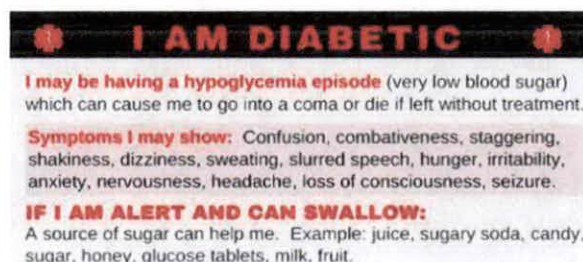 I AM DIABETIC
I may be having a hypoglycemia episode (very low blood sugar)
which can cause me to go into a coma or die if left without treatment.
Symptoms I may show: Confusion, combativeness, staggering,
shakiness, dizziness, sweating, slurred speech, hunger, irritability,
anxiety, nervousness, headache, loss of consciousness, seizure.
IF I AM ALERT AND CAN SWALLOW:
A source of sugar can help me. Example: juice, sugary soda, candy,
sugar, honey, glucose tablets, milk, fruit.